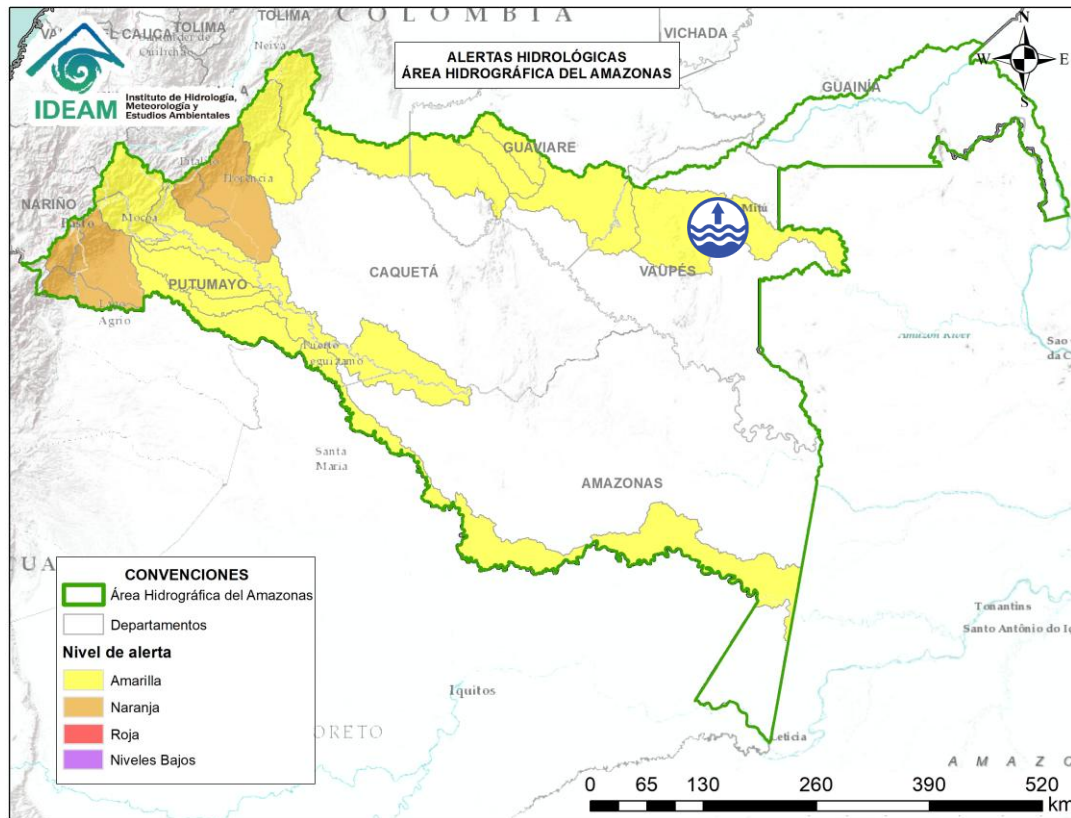 COLOMBIA
TOLIMA
VICHADA
TOLIMA
Neiva
ALERTAS HIDROLÓGICAS
ÁREA HIDROGRÁFICA DEL AMAZONAS
N
W
E
S
IDEAM
Instituto de Hidrología,
Meteorología y
Estudios Ambientales
GUAINÍA
GUAVIARE
Florencia
NARIÑO
Pasto
Mocoa
Mitú
CAQUETÁ
VAUPÉS
PUTUMAYO
Lago
Agrio
Puerto
Leguízamo
Amazon River
Santa
Maria
AMAZONAS
CONVENCIONES
Área Hidrográfica del Amazonas
Departamentos
Nivel de alerta
Amarilla
Naranja
Roja
Niveles Bajos
Tonantins
Iquitos
Leticia
0 65 130 260 390 520
km